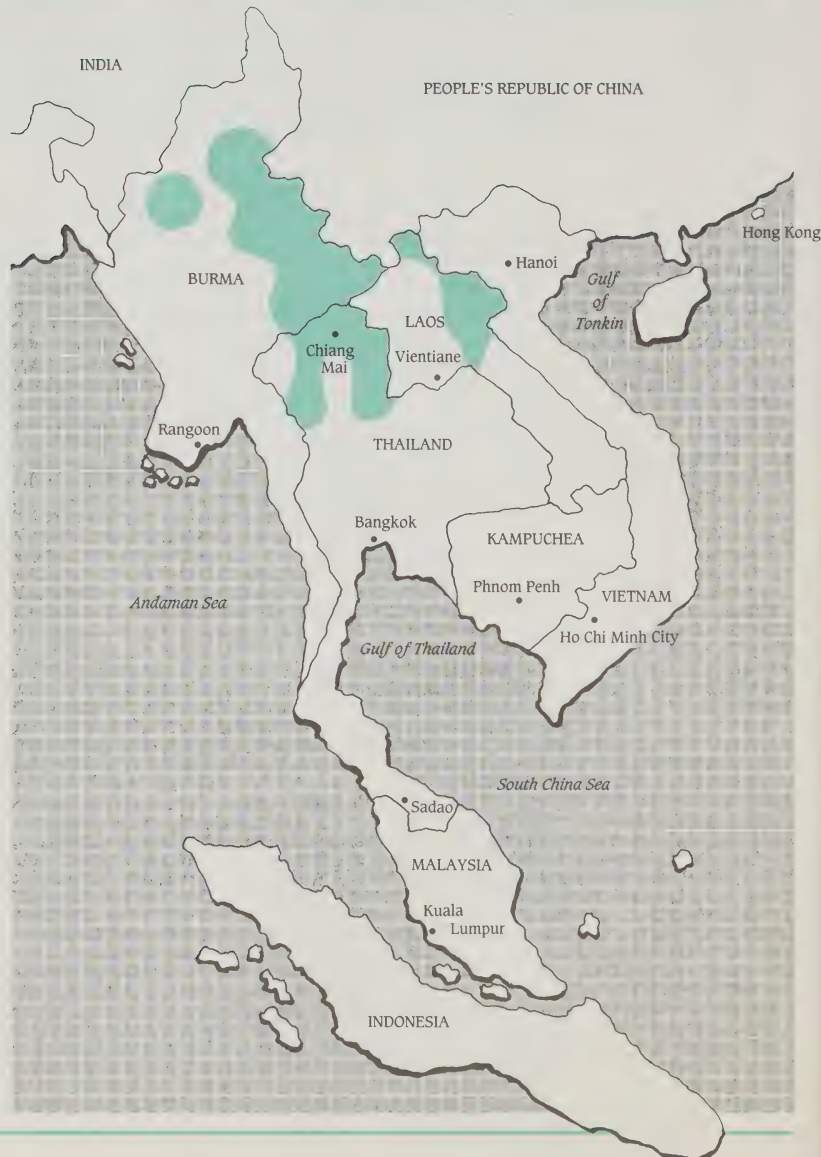 INDIA
PEOPLE'S REPUBLIC OF CHINA
Hong Kong
Hanoi
Gulf
of
Tonkin
BURMA
LAOS
Chiang
Mai
Vientiane
Rangoon
THAILAND
Bangkok
KAMPUCHEA
Phnom Penh
VIETNAM
Andaman Sea
Ho Chi Minh City
Gulf of Thailand
South China Sea
Sadao
MALAYSIA
Kuala
Lumpur
INDONESIA